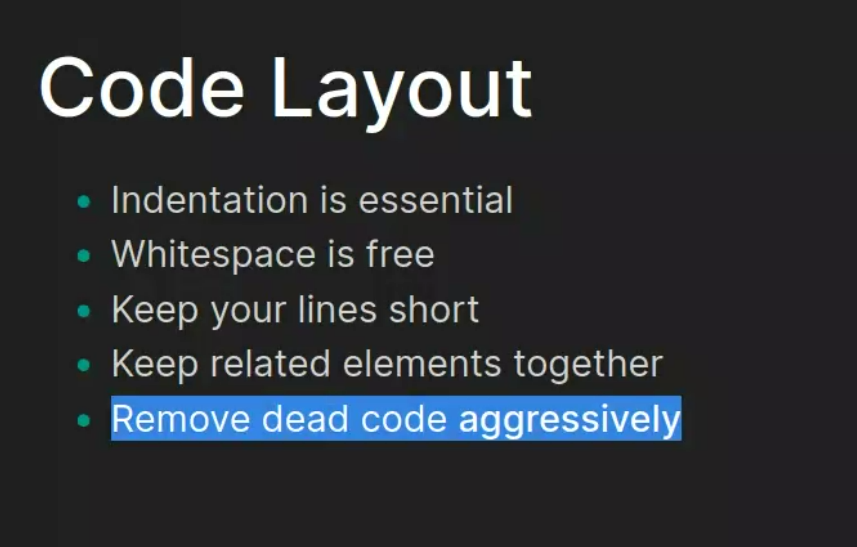 Code Layout
Indentation is essential
Whitespace is free
Keep your lines short
Keep related elements together
Remove dead code aggressively